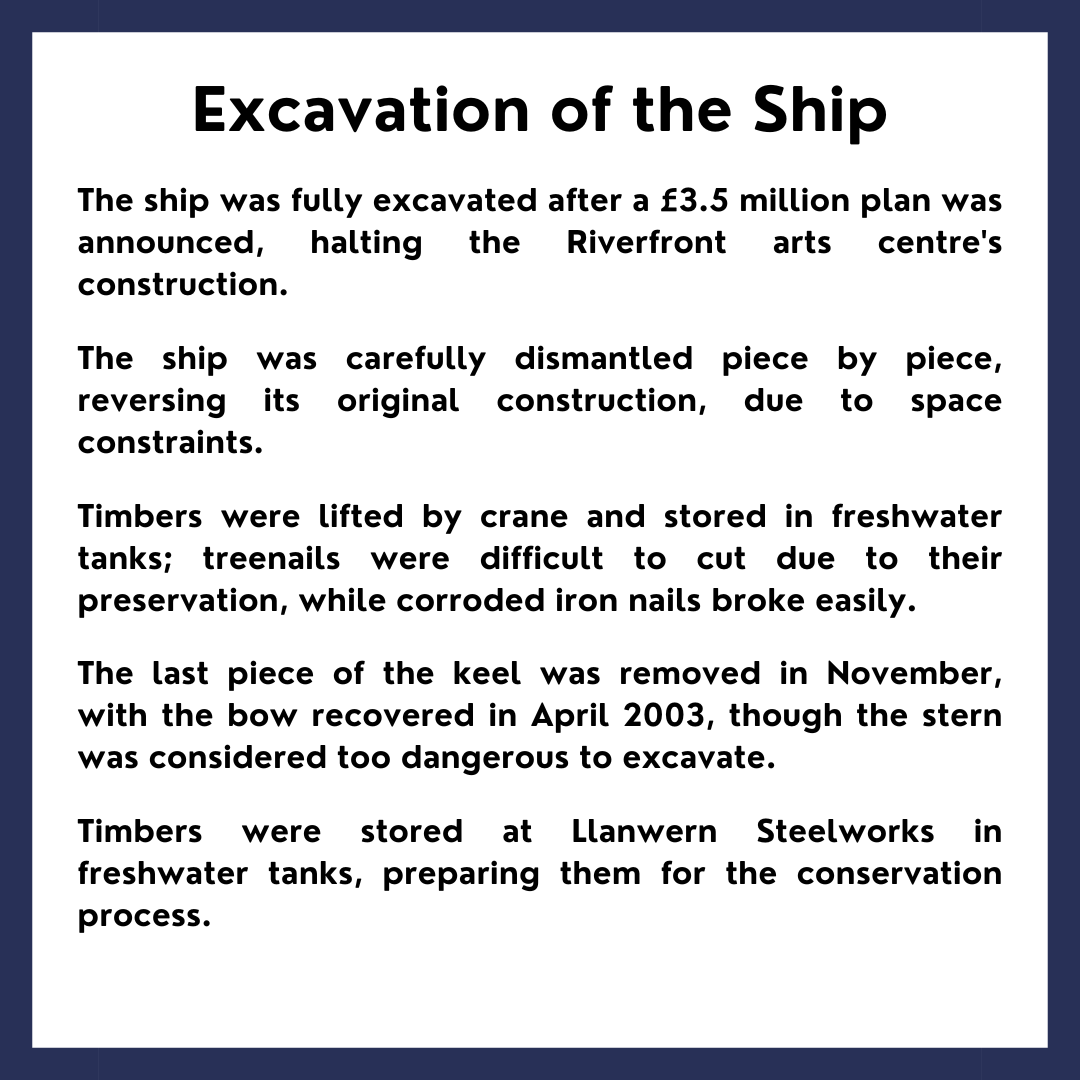 Excavation of the Ship
The ship was fully excavated after a £3.5 million plan was
announced, halting the Riverfront arts centre's
construction.
The ship was carefully dismantled piece by piece,
reversing its original construction, due to space
constraints.
Timbers were lifted by crane and stored in freshwater
tanks; treenails were difficult to cut due to their
preservation, while corroded iron nails broke easily.
The last piece of the keel was removed in November,
with the bow recovered in April 2003, though the stern
was considered too dangerous to excavate.
Timbers were stored at Llanwern Steelworks in
freshwater tanks, preparing them for the conservation
process.